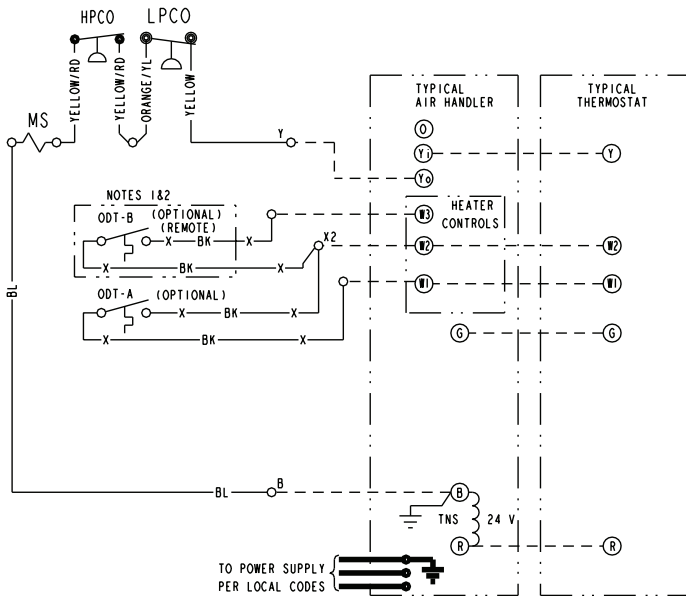 HPCO
LPCO
YELLOW/RD
YELLOW/RD
ORANGE/YL
YELLOW
MS
Y
TYPICAL
AIR HANDLER
TYPICAL
THERMOSTAT
O
Yi
Y
Yo
NOTES 1&2
ODT-B
(OPTIONAL)
(REMOTE)
X
BK
X
HEATER
CONTROLS
W3
X2
W2
W2
X
BK
X
ODT-A
(OPTIONAL)
W1
W1
X
BK
X
X
BK
X
G
G
BL
BL
B
B
TNS
24 V
R
R
TO POWER SUPPLY
PER LOCAL CODES